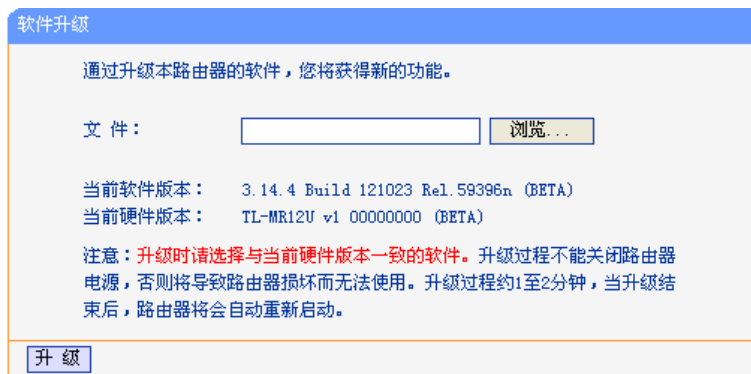 软件升级
通过升级本路由器的软件，您将获得新的功能。
文 件：
浏览...
当前软件版本： 3.14.4 Build 121023 Rel.59396n (BETA)
当前硬件版本： TL-MR12U v1 00000000 (BETA)
注意：升级时请选择与当前硬件版本一致的软件。升级过程不能关闭路由器
电源，否则将导致路由器损坏而无法使用。升级过程约1至2分钟，当升级结
束后，路由器将会自动重新启动。
升 级